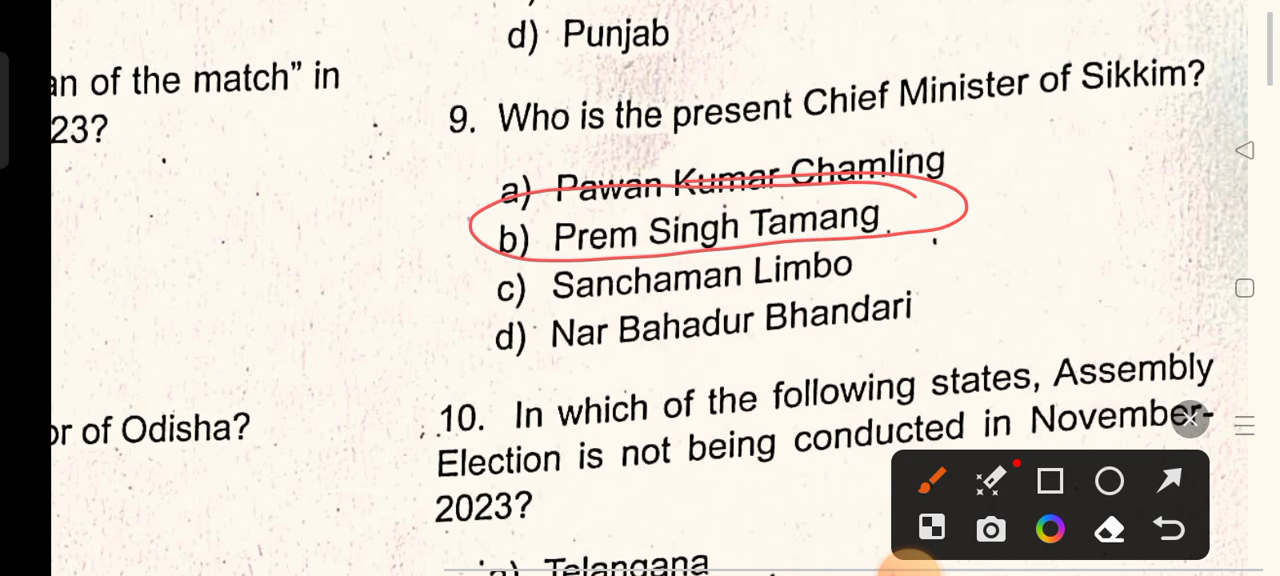 d) Punjab
an of the match" in
23?
9. Who is the present Chief Minister of Sikkim?
a) Pawan Kumar Chamling
b) Prem Singh Tamang
c) Sanchaman Limbo
d) Nar Bahadur Bhandari
or of Odisha?
10. In which of the following states, Assembly
Election is not being conducted in November-
2023?
a) Telangana